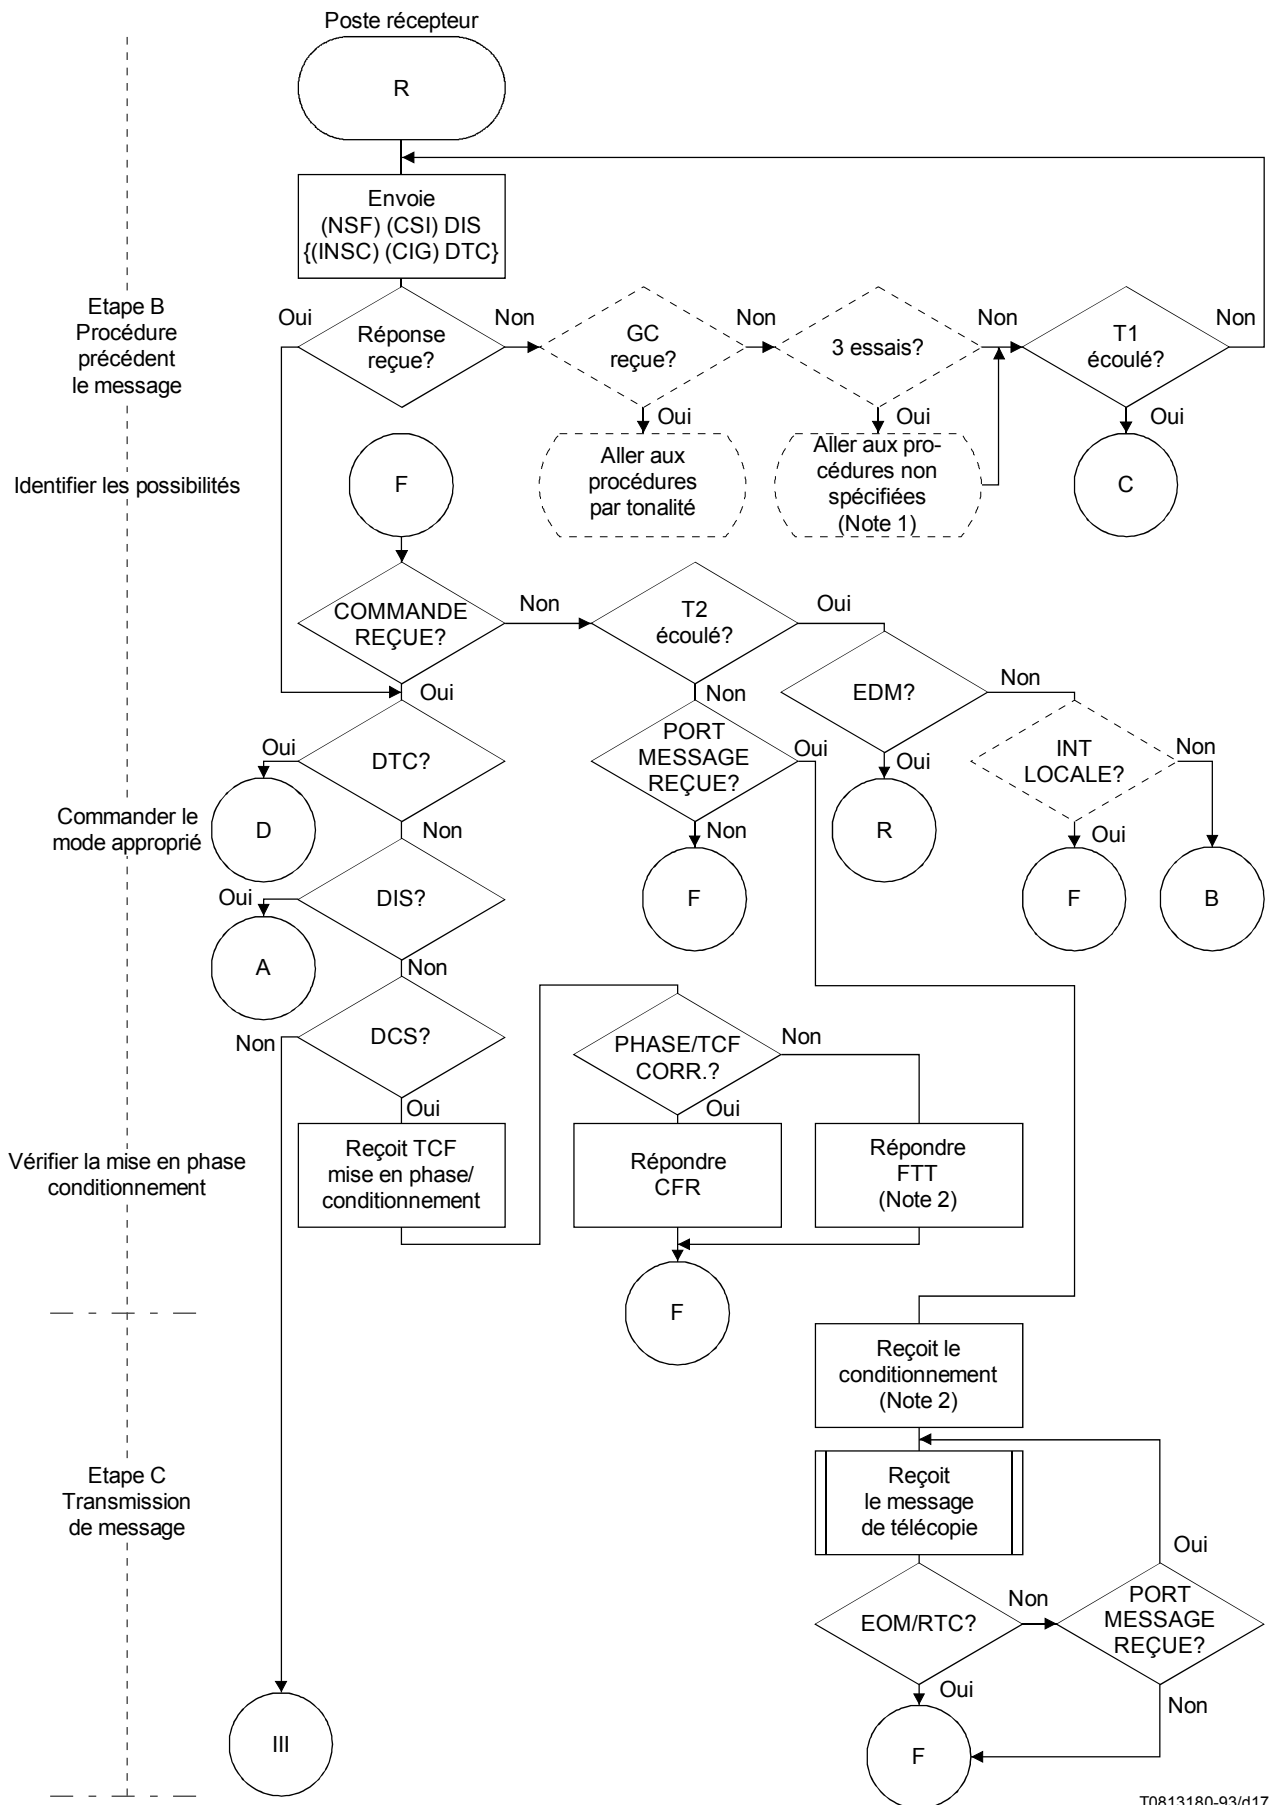 Poste récepteur
R
Envoie
(NSF) (CSI) DIS
{(INSC) (CIG) DTC}
Etape B
Procédure
précédent
le message
Oui
Réponse
reçue?
Non
GC
reçue?
Non
3 essais?
Non
T1
écoulé?
Non
Oui
Oui
Oui
Identifier les possibilités
F
Aller aux
procédures
par tonalité
Aller aux pro-
cédures non
spécifiées
(Note 1)
C
COMMANDE
REÇUE?
Non
T2
écoulé?
Oui
Oui
Non
EDM?
Non
Oui
DTC?
PORT
MESSAGE
REÇUE?
Oui
Oui
INT
LOCALE?
Non
Commander le
mode approprié
D
Non
Non
R
Oui
Oui
DIS?
F
F
B
A
Non
Non
DCS?
PHASE/TCF
CORR.?
Non
Oui
Oui
Vérifier la mise en phase
conditionnement
Reçoit TCF
mise en phase/
conditionnement
Répondre
CFR
Répondre
FTT
(Note 2)
F
Reçoit le
conditionnement
(Note 2)
Etape C
Transmission
de message
Reçoit
le message
de télécopie
Oui
EOM/RTC?
Non
PORT
MESSAGE
REÇUE?
Oui
Non
III
F
T0813180-93/d17